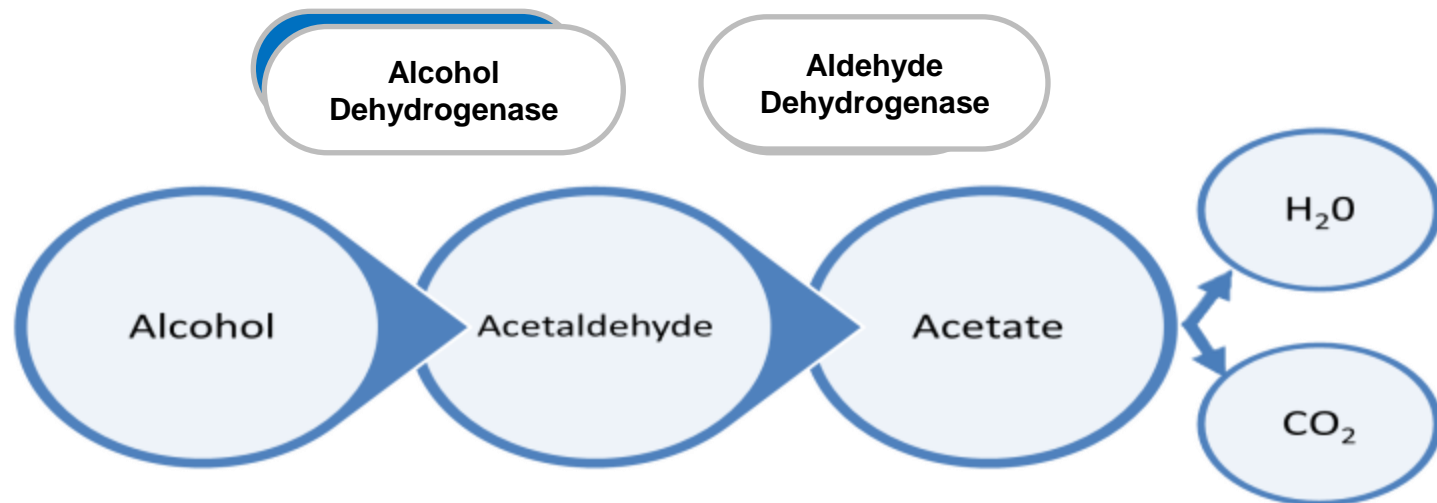 Alcohol
Dehydrogenase
Aldehyde
Dehydrogenase
Alcohol
Acetaldehyde
Acetate
H₂0
CO₂